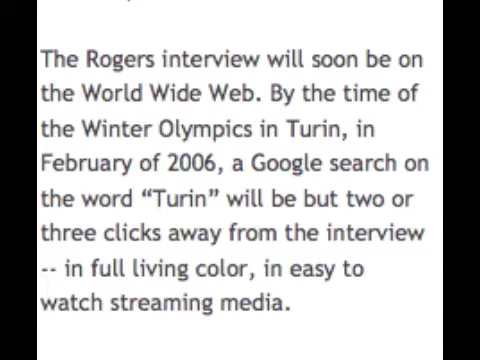 The Rogers interview will soon be on
the World Wide Web. By the time of
the Winter Olympics in Turin, in
February of 2006, a Google search on
the word “Turin” will be but two or
three clicks away from the interview
-- in full living color, in easy to
watch streaming media.